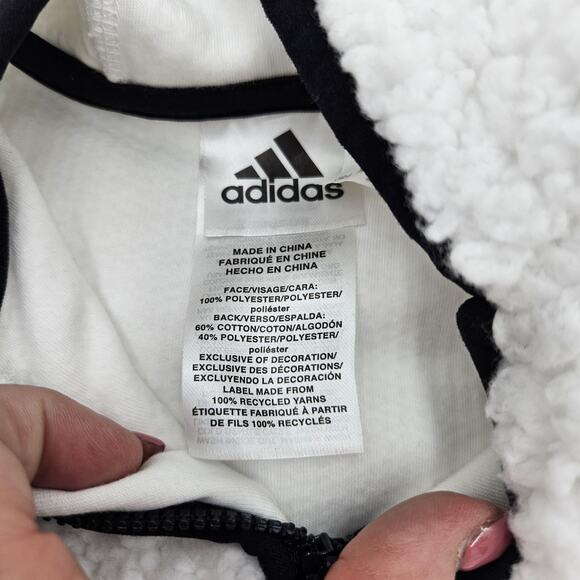 adidas
MADE IN CHINA
FABRIQUÉ EN CHINE
HECHO EN CHINA
FACE/VISAGE/CARA:
100% POLYESTER/POLYESTER/
poliéster
BACK/VERSO/ESPALDA:
60% COTTON/COTON/ALGODÓN
40% POLYESTER/POLYESTER/
poliéster
EXCLUSIVE OF DECORATION/
EXCLUSIVE DES DÉCORATIONS/
EXCLUYENDO LA DECORACIÓN
LABEL MADE FROM
100% RECYCLED YARNS
ÉTIQUETTE FABRIQUÉ À PARTIR
DE FILS 100% RECYCLÉS